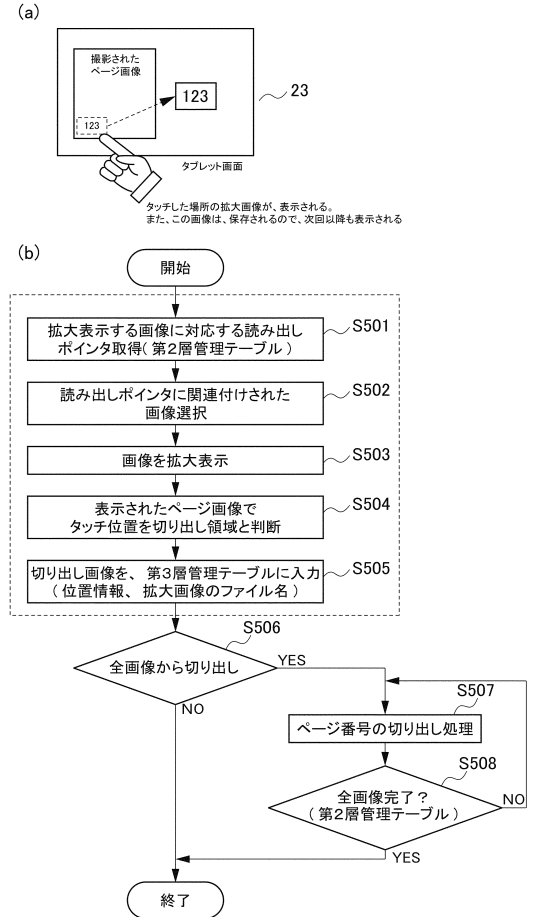 (a)
撮影された
ページ画像
123
123
23
タブレット画面
タッチした場所の拡大画像が、表示される。
また、この画像は、保存されるので、次回以降も表示される
(b)
開始
S501
拡大表示する画像に対応する読み出し
ポインタ取得(第2層管理テーブル)
S502
読み出しポインタに関連付けされた
画像選択
S503
画像を拡大表示
S504
表示されたページ画像で
タッチ位置を切り出し領域と判断
S505
切り出し画像を、第3層管理テーブルに入力
(位置情報、拡大画像のファイル名)
S506
全画像から切り出し
YES
NO
S507
ページ番号の切り出し処理
S508
全画像完了?
(第2層管理テーブル)
NO
YES
終了